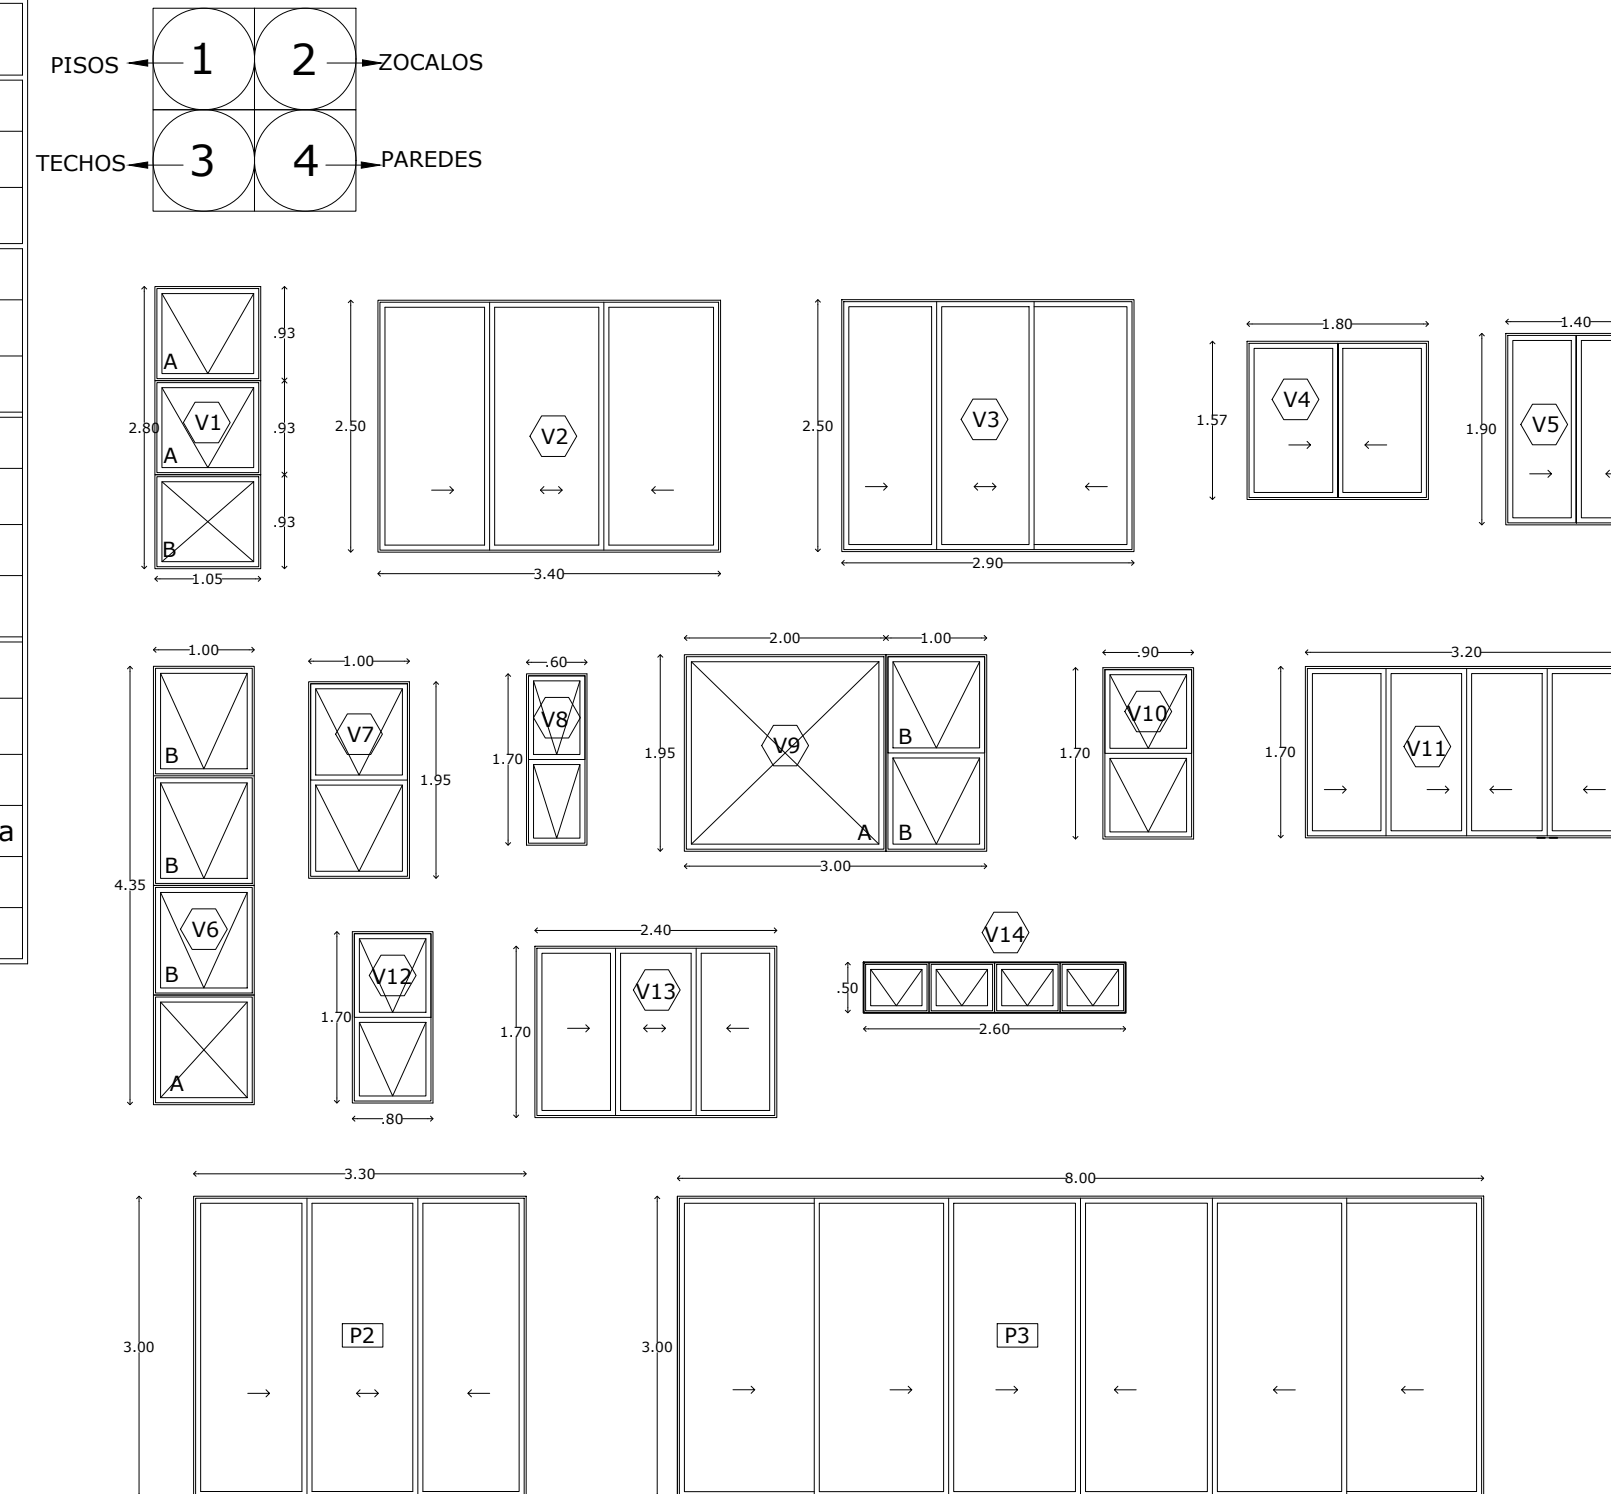 1
2
PISOS
ZOCALOS
3
4
TECHOS
PAREDES
.93
A
V1
2.80
.93
A
.93
B
1.05
2.50
V2
3.40
2.50
V3
2.90
1.80
V4
1.57
1.40
V5
1.90
1.00
B
B
4.35
V6
B
A
1.00
V7
1.95
.60
V8
1.70
2.00
1.00
B
V9
1.95
A
B
3.00
.90
V10
1.70
3.20
V11
1.70
a
V12
1.70
.80
2.40
V13
1.70
V14
.50
2.60
3.30
P2
3.00
8.00
P3
3.00